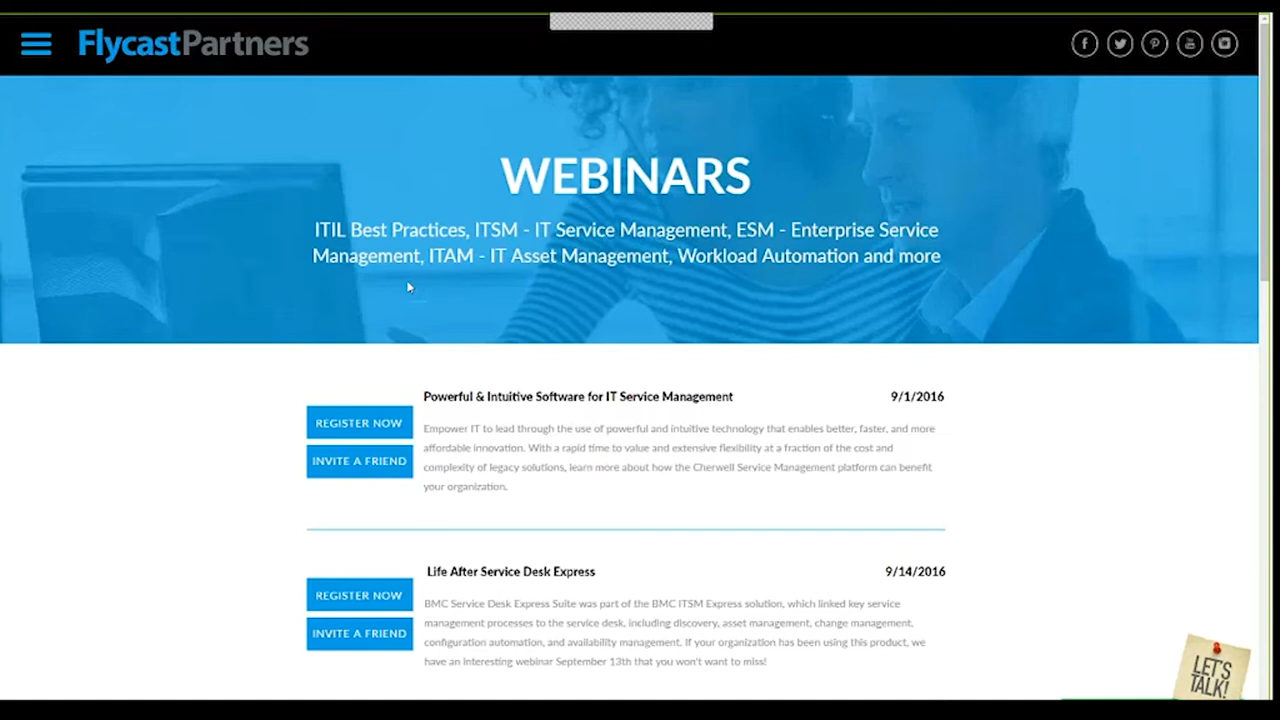 FlycastPartners
WEBINARS
ITIL Best Practices, ITSM - IT Service Management, ESM - Enterprise Service
Management, ITAM - IT Asset Management, Workload Automation and more
Powerful & Intuitive Software for IT Service Management 9/1/2016
REGISTER NOW
INVITE A FRIEND
Empower IT to lead through the use of powerful and intuitive technology that enables better, faster, and more
affordable innovation. With a rapid time to value and extensive flexibility at a fraction of the cost and
complexity of legacy solutions, learn more about how the Cherwell Service Management platform can benefit
your organization.
Life After Service Desk Express 9/14/2016
REGISTER NOW
INVITE A FRIEND
BMC Service Desk Express Suite was part of the BMC ITSM Express solution, which linked key service
management processes to the service desk, including discovery, asset management, change management,
configuration automation, and availability management. If your organization has been using this product, we
have an interesting webinar September 13th that you won't want to miss!
LET'S
TALK!